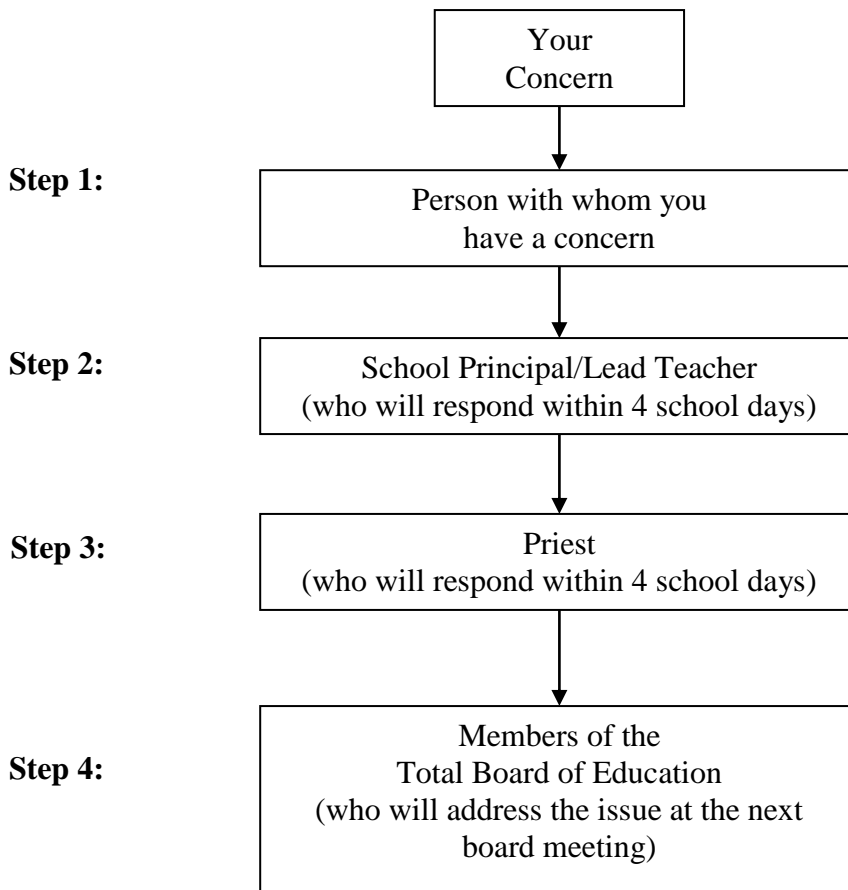 Your
Concern
Step 1:
Person with whom you
have a concern
Step 2:
School Principal/Lead Teacher
(who will respond within 4 school days)
Step 3:
Priest
(who will respond within 4 school days)
Step 4:
Members of the
Total Board of Education
(who will address the issue at the next
board meeting)